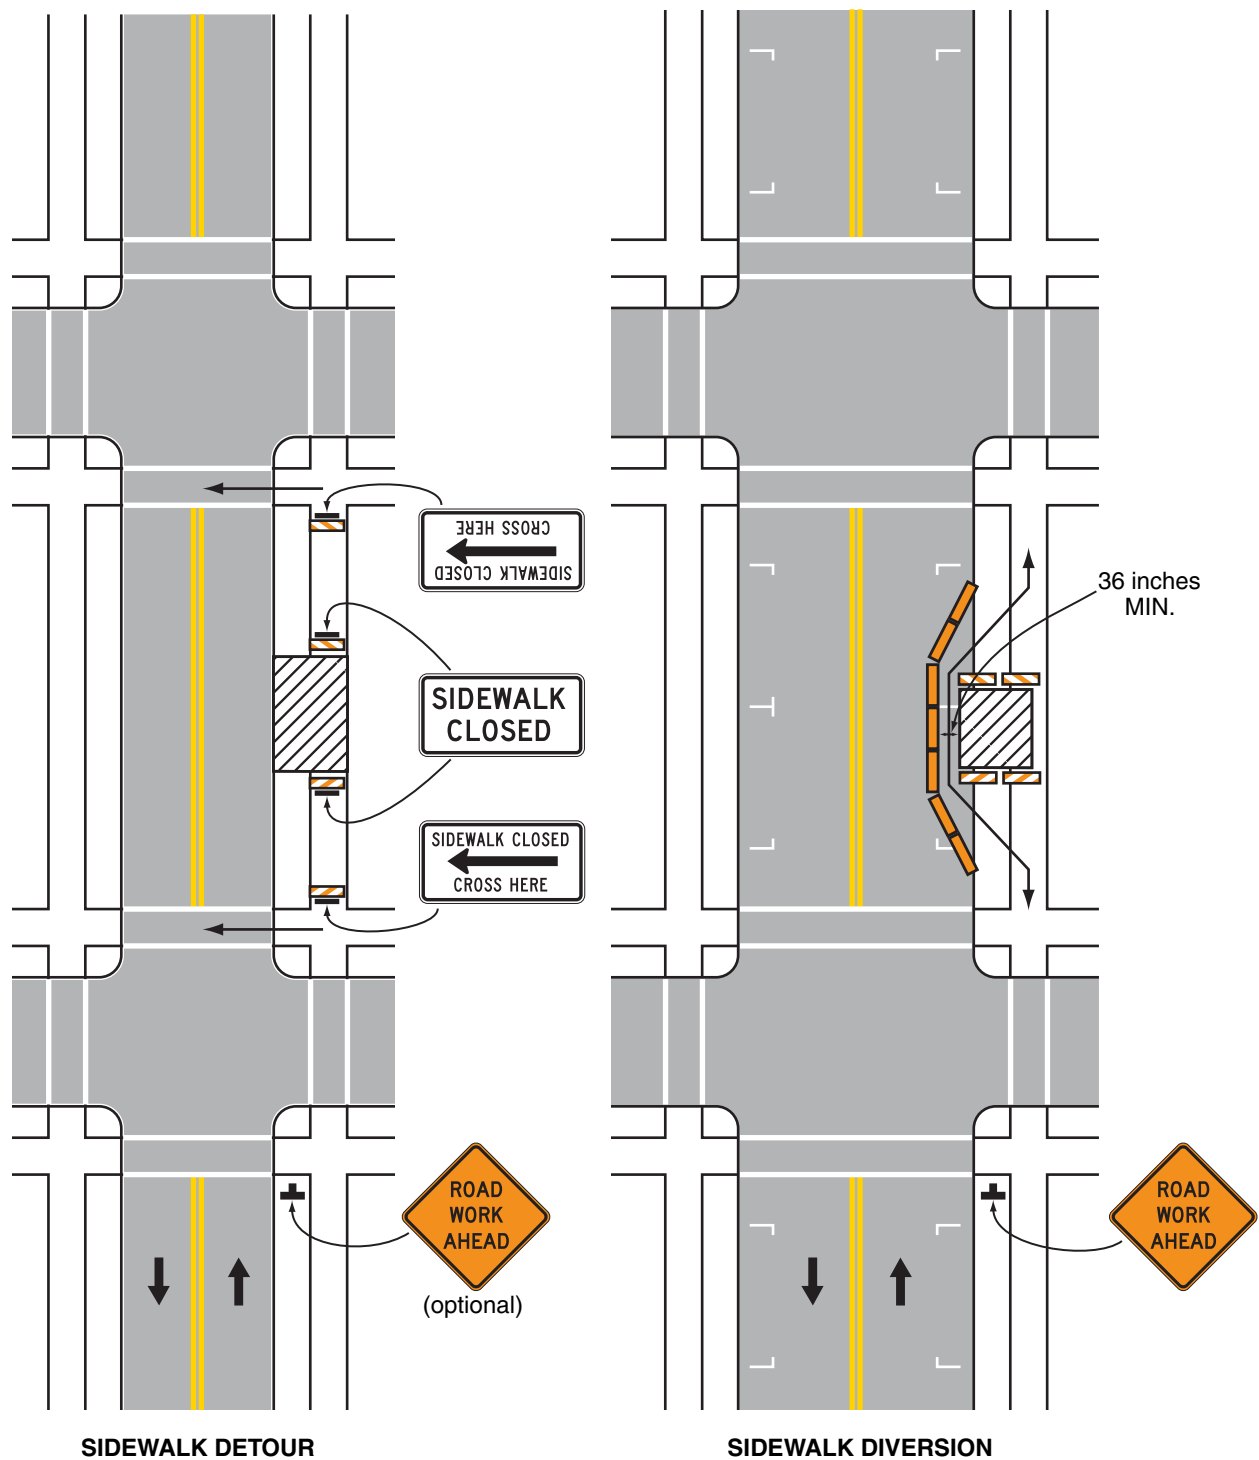 CROSS HERE
SIDEWALK CLOSED
36 inches
MIN.
SIDEWALK
CLOSED
SIDEWALK CLOSED
CROSS HERE
ROAD
WORK
AHEAD
(optional)
ROAD
WORK
AHEAD
SIDEWALK DETOUR
SIDEWALK DIVERSION